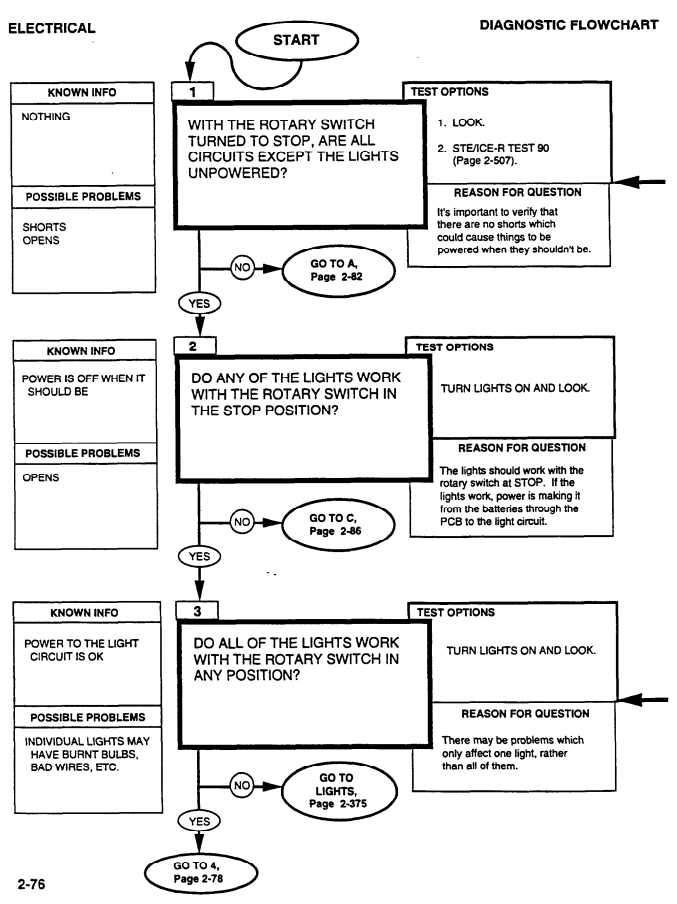 ELECTRICAL
DIAGNOSTIC FLOWCHART
START
KNOWN INFO
NOTHING
POSSIBLE PROBLEMS
SHORTS
OPENS
1
WITH THE ROTARY SWITCH
TURNED TO STOP, ARE ALL
CIRCUITS EXCEPT THE LIGHTS
UNPOWERED?
TEST OPTIONS
1. LOOK.
2. STE/ICE-R TEST 90
(Page 2-507).
REASON FOR QUESTION
It's important to verify that
there are no shorts which
could cause things to be
powered when they shouldn't be.
NO
GO TO A,
Page 2-82
YES
KNOWN INFO
POWER IS OFF WHEN IT
SHOULD BE
POSSIBLE PROBLEMS
OPENS
2
DO ANY OF THE LIGHTS WORK
WITH THE ROTARY SWITCH IN
THE STOP POSITION?
TEST OPTIONS
TURN LIGHTS ON AND LOOK.
REASON FOR QUESTION
The lights should work with the
rotary switch at STOP. If the
lights work, power is making it
from the batteries through the
PCB to the light circuit.
NO
GO TO C,
Page 2-86
YES
KNOWN INFO
POWER TO THE LIGHT
CIRCUIT IS OK
POSSIBLE PROBLEMS
INDIVIDUAL LIGHTS MAY
HAVE BURNT BULBS,
BAD WIRES, ETC.
3
DO ALL OF THE LIGHTS WORK
WITH THE ROTARY SWITCH IN
ANY POSITION?
TEST OPTIONS
TURN LIGHTS ON AND LOOK.
REASON FOR QUESTION
There may be problems which
only affect one light, rather
than all of them.
NO
GO TO
LIGHTS,
Page 2-375
YES
GO TO 4,
Page 2-78
2-76